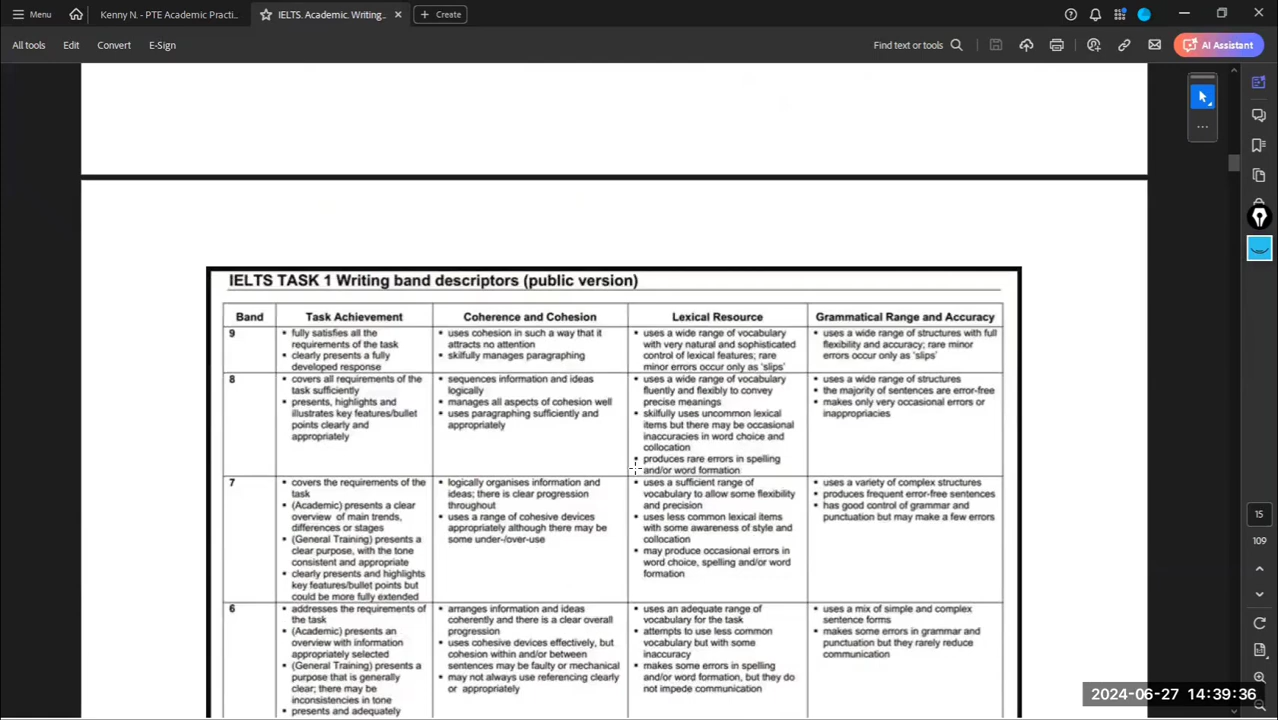 Menu
Kenny N. - PTE Academic Practi...
IELTS. Academic. Writing...
Create
All tools
Edit
Convert
E-Sign
Find text or tools
AI Assistant
IELTS TASK 1 Writing band descriptors (public version)
Band
Task Achievement
Coherence and Cohesion
Lexical Resource
Grammatical Range and Accuracy
9
• fully satisfies all the
requirements of the task
• clearly presents a fully
developed response
• uses cohesion in such a way that it
attracts no attention
• skilfully manages paragraphing
• uses a wide range of vocabulary
with very natural and sophisticated
control of lexical features; rare
minor errors occur only as 'slips'
• uses a wide range of structures with full
flexibility and accuracy; rare minor
errors occur only as 'slips'
8
• covers all requirements of the
task sufficiently
• presents, highlights and
illustrates key features/bullet
points clearly and
appropriately
• sequences information and ideas
logically
• manages all aspects of cohesion well
• uses paragraphing sufficiently and
appropriately
• uses a wide range of vocabulary
fluently and flexibly to convey
precise meanings
• skilfully uses uncommon lexical
items but there may be occasional
inaccuracies in word choice and
collocation
• produces rare errors in spelling
and/or word formation
• uses a wide range of structures
• the majority of sentences are error-free
• makes only very occasional errors or
inappropriacies
7
• covers the requirements of the
task
• (Academic) presents a clear
overview of main trends,
differences or stages
• (General Training) presents a
clear purpose, with the tone
consistent and appropriate
• clearly presents and highlights
key features/bullet points but
could be more fully extended
• logically organises information and
ideas; there is clear progression
throughout
• uses a range of cohesive devices
appropriately although there may be
some under-/over-use
• uses a sufficient range of
vocabulary to allow some flexibility
and precision
• uses less common lexical items
with some awareness of style and
collocation
• may produce occasional errors in
word choice, spelling and/or word
formation
• uses a variety of complex structures
• produces frequent error-free sentences
• has good control of grammar and
punctuation but may make a few errors
6
• addresses the requirements of
the task
• (Academic) presents an
overview with information
appropriately selected
• (General Training) presents a
purpose that is generally
clear; there may be
inconsistencies in tone
• presents and adequately
• arranges information and ideas
coherently and there is a clear overall
progression
• uses cohesive devices effectively, but
cohesion within and/or between
sentences may be faulty or mechanical
• may not always use referencing clearly
or appropriately
• uses an adequate range of
vocabulary for the task
• attempts to use less common
vocabulary but with some
inaccuracy
• makes some errors in spelling
and/or word formation, but they do
not impede communication
• uses a mix of simple and complex
sentence forms
• makes some errors in grammar and
punctuation but they rarely reduce
communication
15
109
2024-06-27 14:39:36